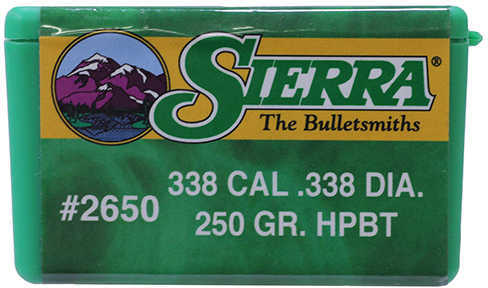 SIERRA®
The Bulletsmiths
#2650
338 CAL .338 DIA.
250 GR. HPBT